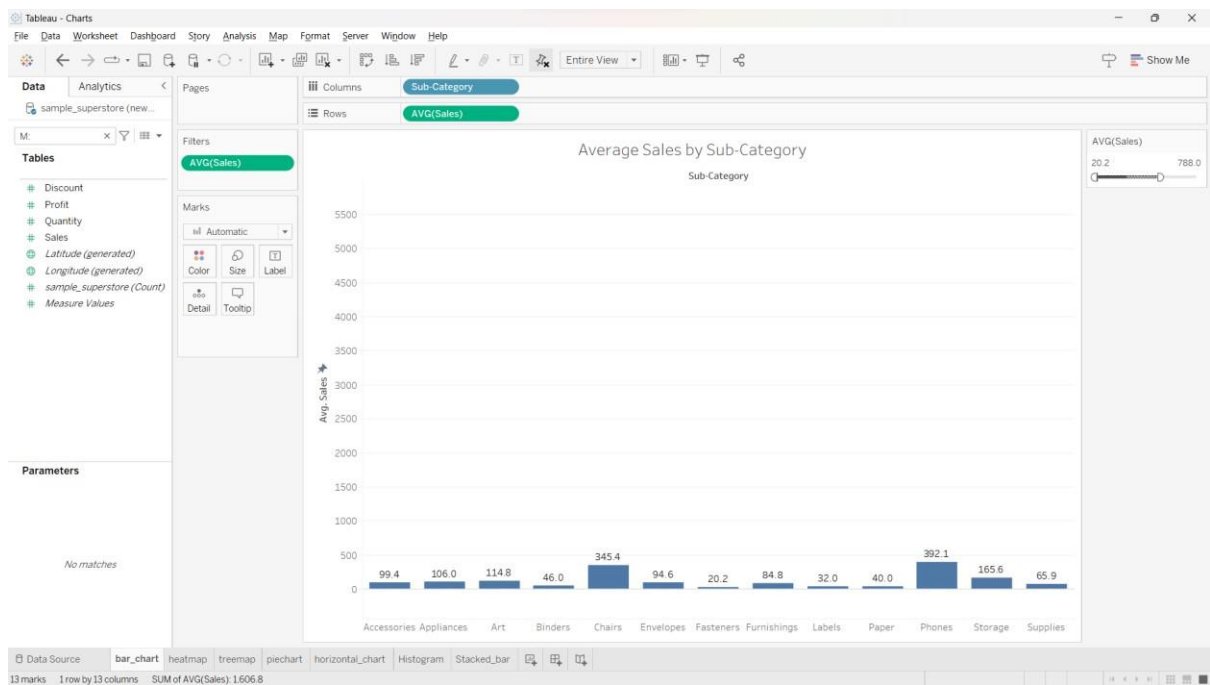 Tableau - Charts
File Data Worksheet Dashboard Story Analysis Map Format Server Window Help
Entire View
Show Me
Data Analytics
sample_superstore (new...
M:
Tables
# Discount
# Profit
# Quantity
# Sales
Latitude (generated)
Longitude (generated)
# sample_superstore (Count)
# Measure Values
Parameters
No matches
Pages
Filters
AVG(Sales)
Marks
Automatic
Color Size Label
Detail Tooltip
Columns Sub-Category
Rows AVG(Sales)
Average Sales by Sub-Category
Sub-Category
Avg. Sales
5500
5000
4500
4000
3500
3000
2500
2000
1500
1000
500
0
99.4 106.0 114.8 46.0 345.4 94.6 20.2 84.8 32.0 40.0 392.1 165.6 65.9
Accessories Appliances Art Binders Chairs Envelopes Fasteners Furnishings Labels Paper Phones Storage Supplies
AVG(Sales)
20.2 788.0
Data Source bar_chart heatmap treemap piechart horizontal_chart Histogram Stacked_bar
13 marks 1 row by 13 columns SUM of AVG(Sales): 1.606.8